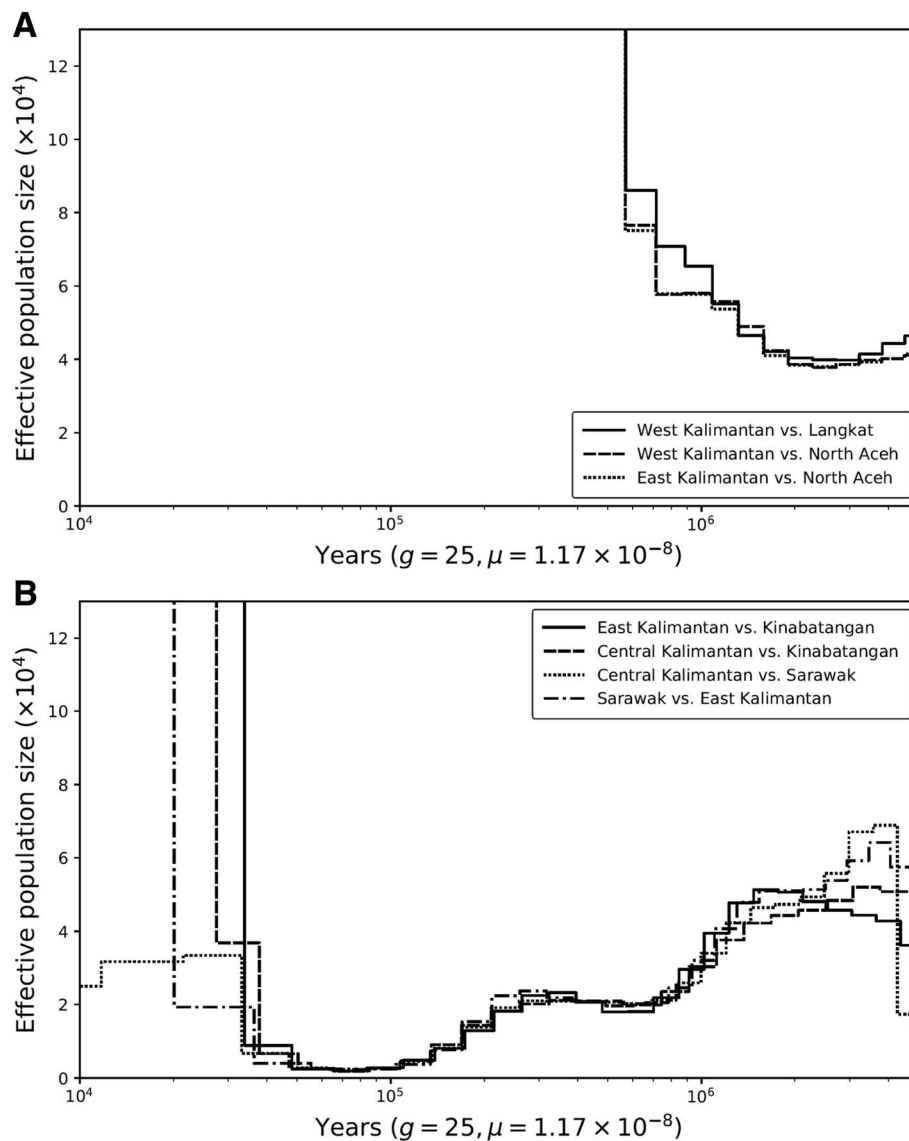 A
Effective population size (×10⁴)
12
10
8
6
4
2
0
West Kalimantan vs. Langkat
West Kalimantan vs. North Aceh
East Kalimantan vs. North Aceh
10⁴
10⁵
10⁶
Years (g = 25, μ = 1.17 × 10⁻⁸)
B
Effective population size (×10⁴)
12
10
8
6
4
2
0
East Kalimantan vs. Kinabatangan
Central Kalimantan vs. Kinabatangan
Central Kalimantan vs. Sarawak
Sarawak vs. East Kalimantan
10⁴
10⁵
10⁶
Years (g = 25, μ = 1.17 × 10⁻⁸)